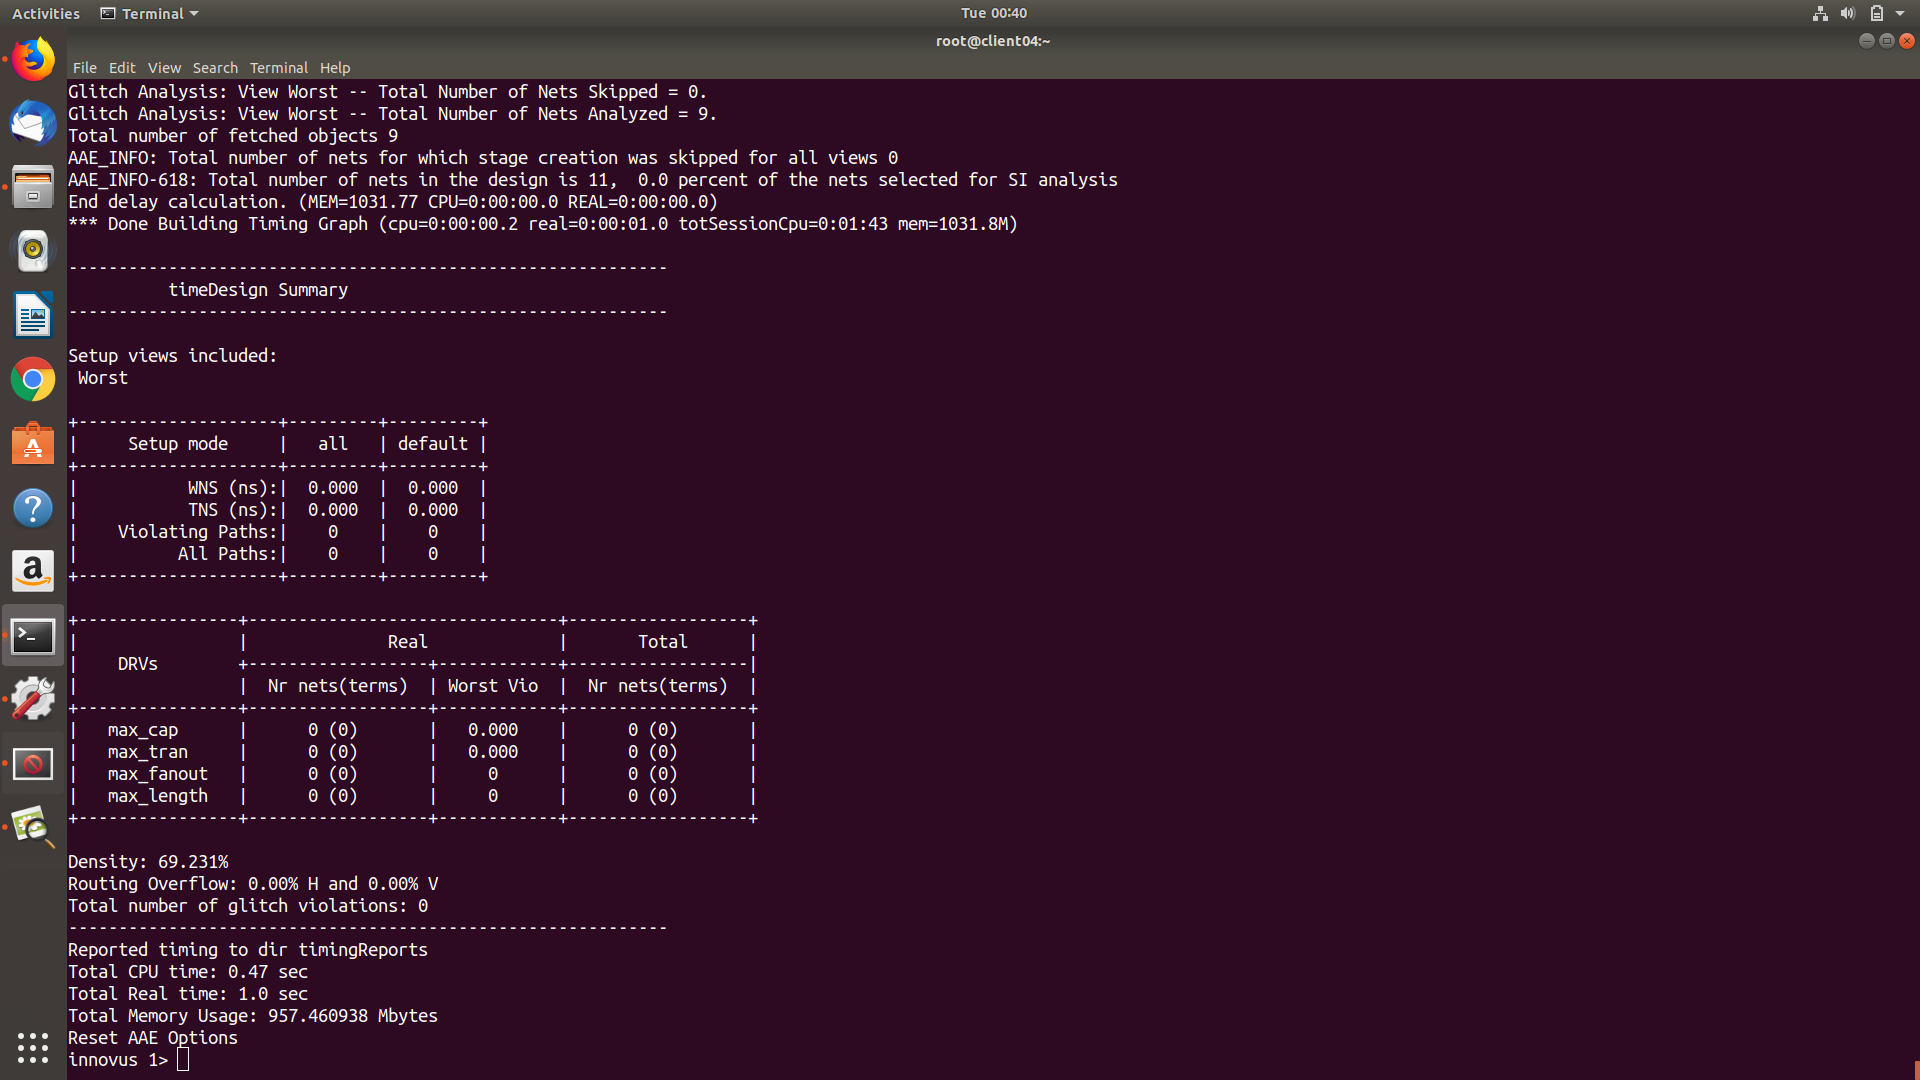 Activities Terminal Tue 00:40
root@client04:~
File Edit View Search Terminal Help
Glitch Analysis: View Worst -- Total Number of Nets Skipped = 0.
Glitch Analysis: View Worst -- Total Number of Nets Analyzed = 9.
Total number of fetched objects 9
AAE_INFO: Total number of nets for which stage creation was skipped for all views 0
AAE_INFO-618: Total number of nets in the design is 11,  0.0 percent of the nets selected for SI analysis
End delay calculation. (MEM=1031.77 CPU=0:00:00.0 REAL=0:00:00.0)
*** Done Building Timing Graph (cpu=0:00:00.2 real=0:00:01.0 totSessionCpu=0:01:43 mem=1031.8M)
------------------------------------------------------------
          timeDesign Summary
------------------------------------------------------------
Setup views included:
 Worst
+--------------------+---------+---------+
|     Setup mode     |   all   | default |
+--------------------+---------+---------+
|           WNS (ns):|  0.000  |  0.000  |
|           TNS (ns):|  0.000  |  0.000  |
|    Violating Paths:|    0    |    0    |
|          All Paths:|    0    |    0    |
+--------------------+---------+---------+
+----------------+-------------------------------+------------------+
|                |              Real             |       Total      |
|    DRVs        +------------------+------------+------------------|
|                |  Nr nets(terms)  | Worst Vio  |  Nr nets(terms)  |
+----------------+------------------+------------+------------------+
|   max_cap      |      0 (0)       |   0.000    |      0 (0)       |
|   max_tran     |      0 (0)       |   0.000    |      0 (0)       |
|   max_fanout   |      0 (0)       |     0      |      0 (0)       |
|   max_length   |      0 (0)       |     0      |      0 (0)       |
+----------------+------------------+------------+------------------+
Density: 69.231%
Routing Overflow: 0.00% H and 0.00% V
Total number of glitch violations: 0
------------------------------------------------------------
Reported timing to dir timingReports
Total CPU time: 0.47 sec
Total Real time: 1.0 sec
Total Memory Usage: 957.460938 Mbytes
Reset AAE Options
innovus 1>